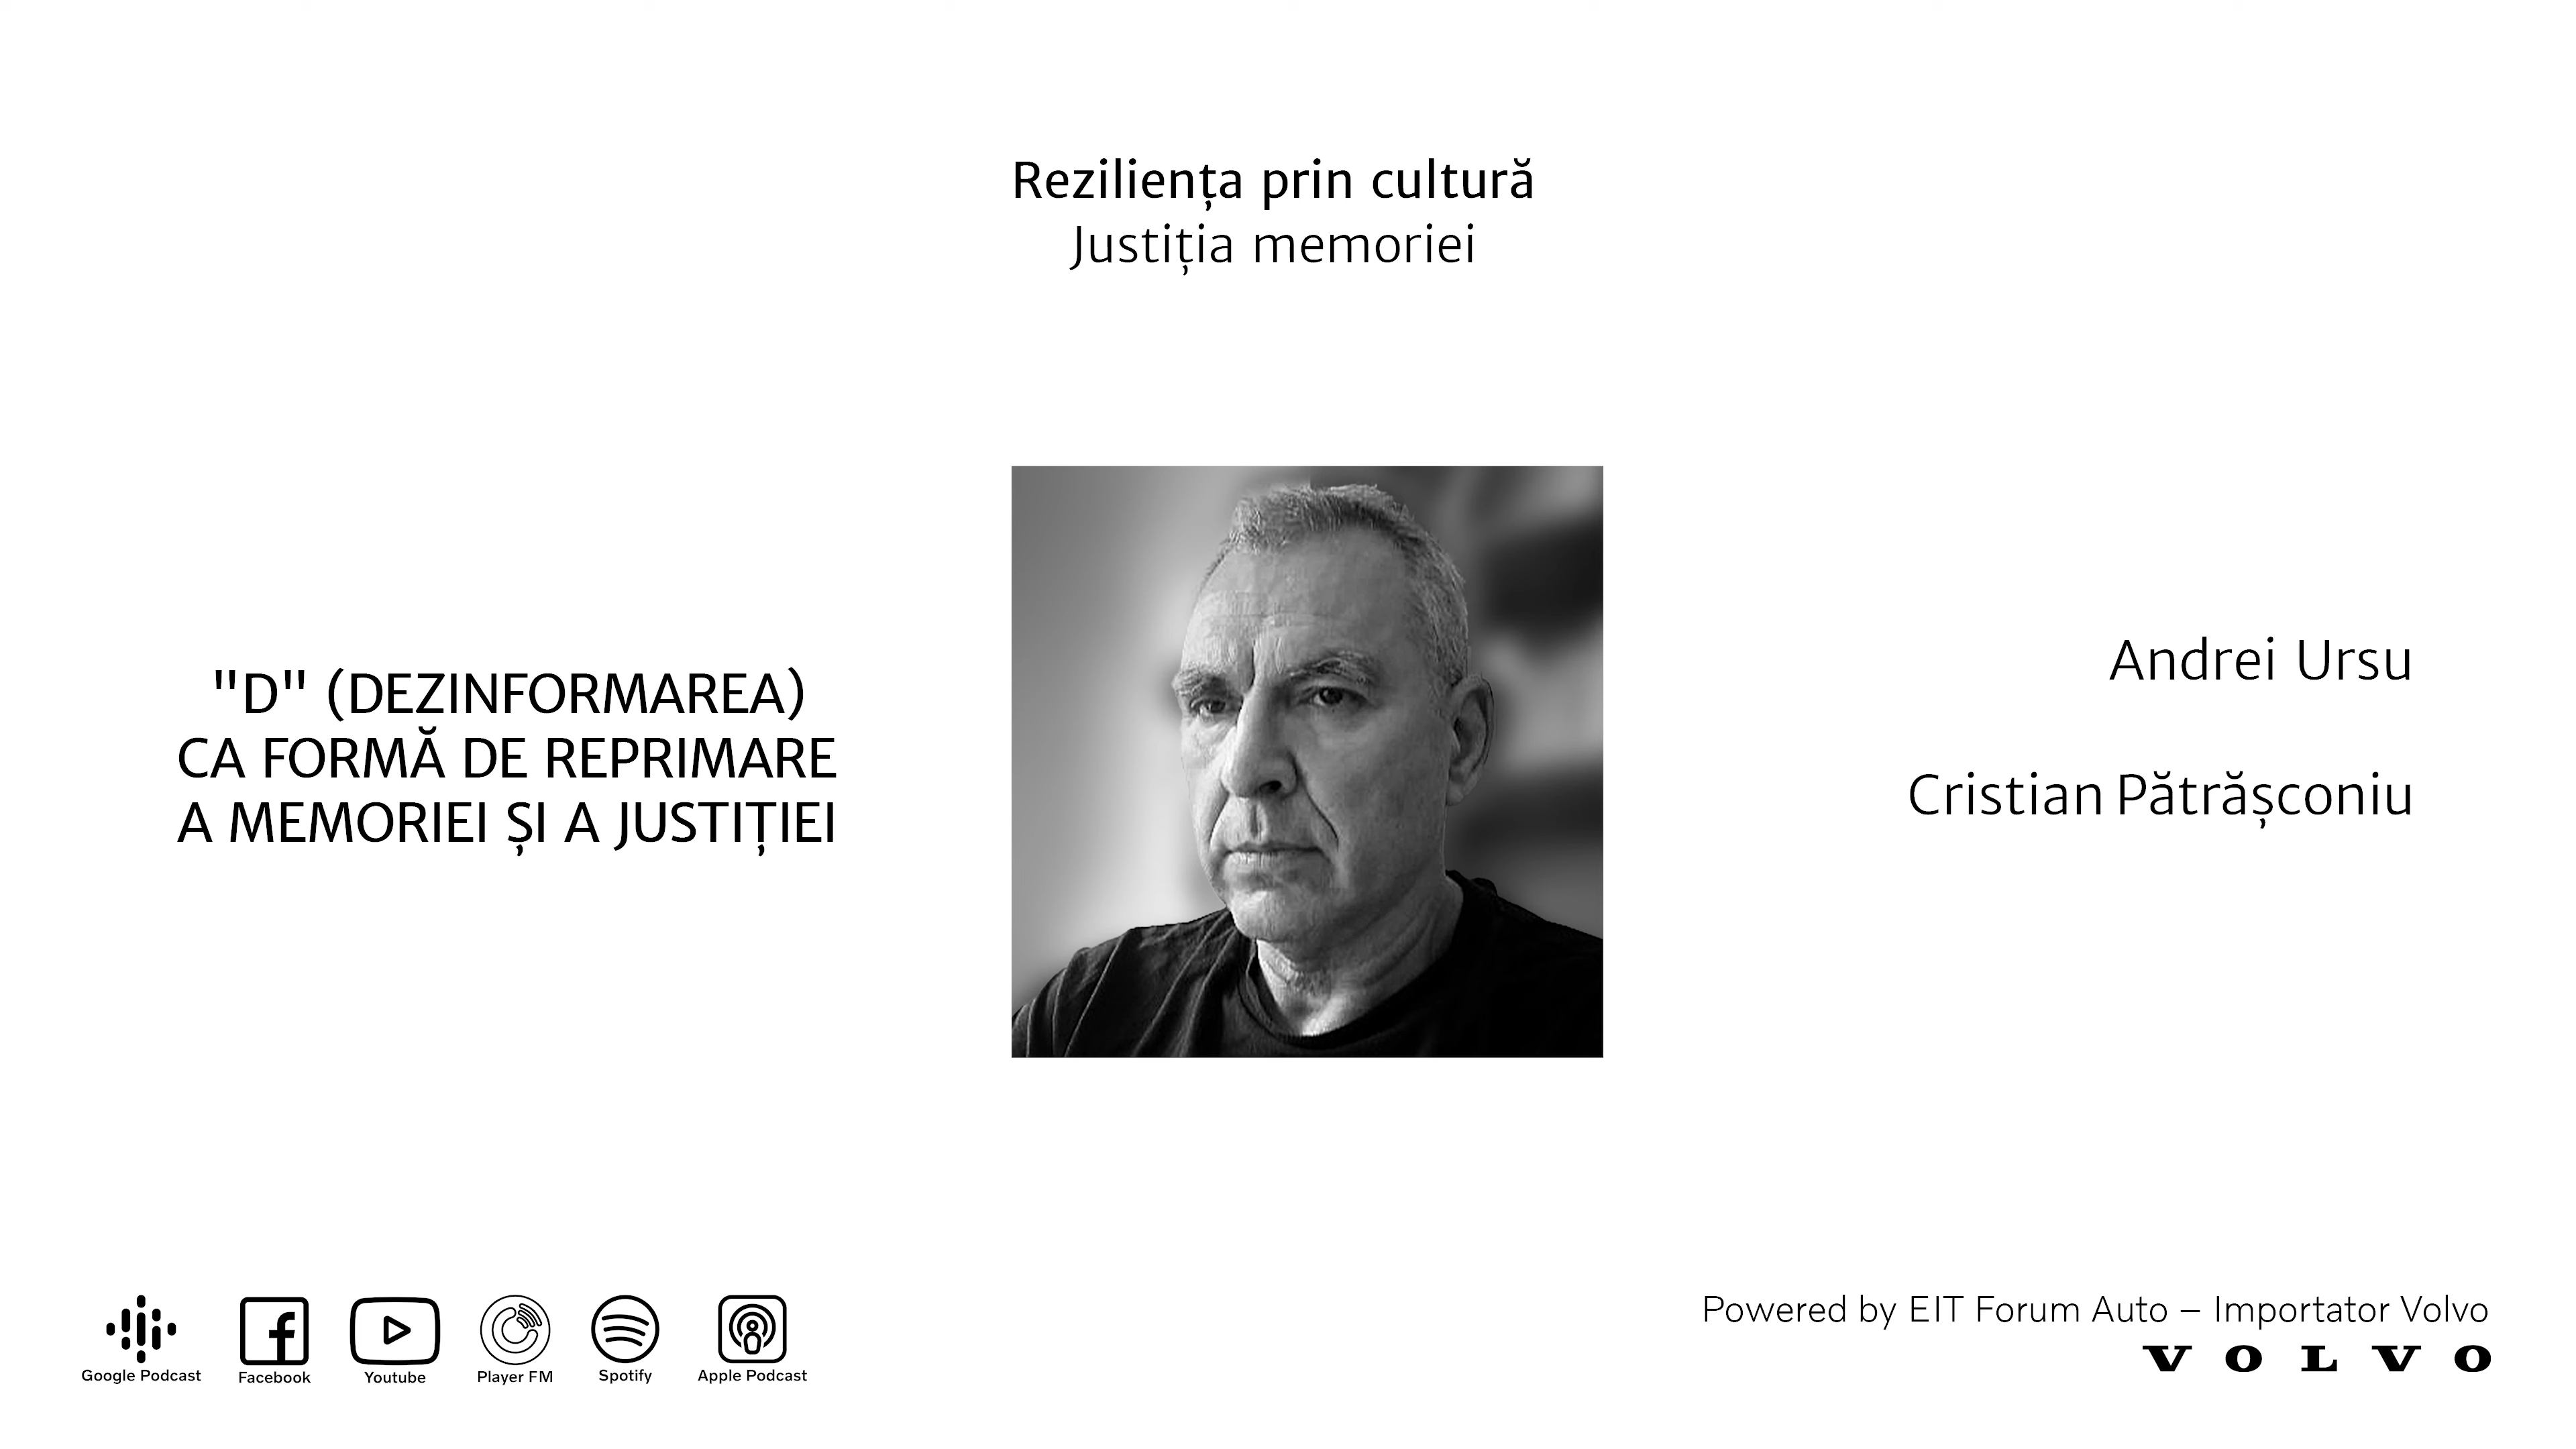 Reziliența prin cultură
Justiția memoriei
"D" (DEZINFORMAREA)
CA FORMĂ DE REPRIMARE
A MEMORIEI ȘI A JUSTIȚIEI
Andrei Ursu
Cristian Pătrășconiu
Google Podcast
Facebook
Youtube
Player FM
Spotify
Apple Podcast
Powered by EIT Forum Auto – Importator Volvo
VOLVO